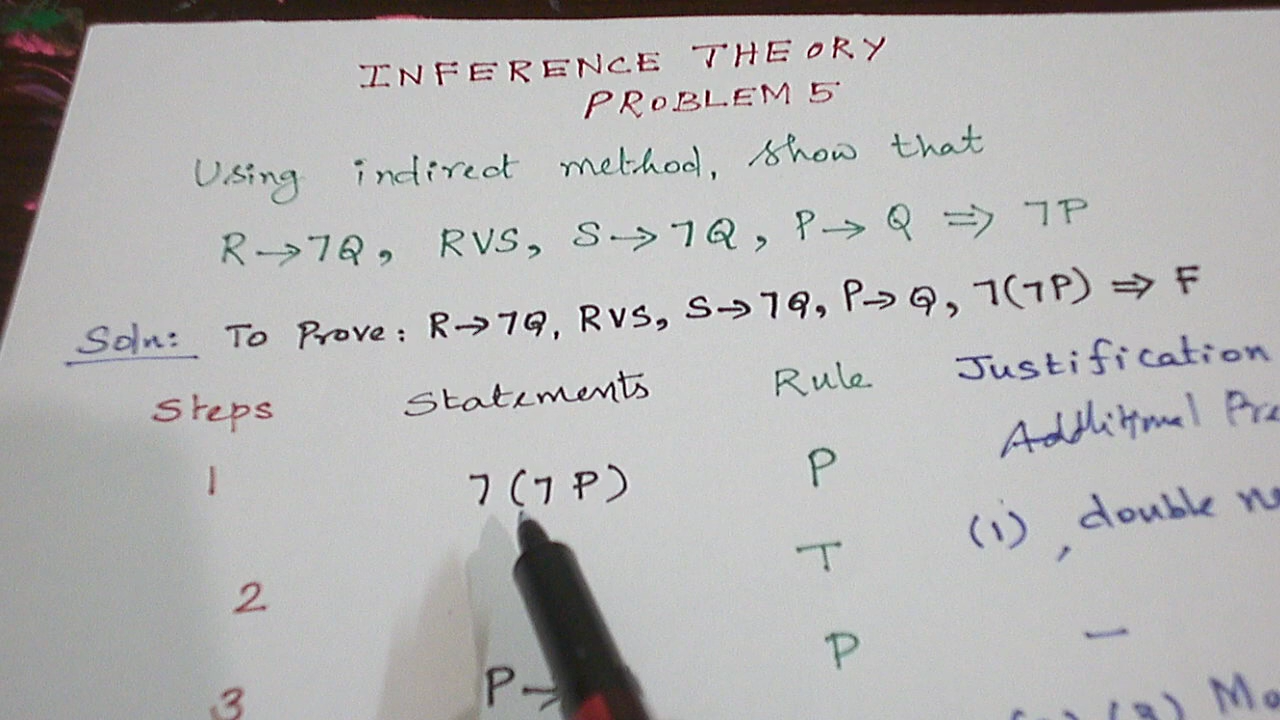 INFERENCE THEORY
PROBLEM 5
Using indirect method, show that
R→7Q, RVS, S→7Q, P→Q ⇒ 7P
Soln: To Prove: R→7Q, RVS, S→7Q, P→Q, 7(7P) ⇒ F
Steps Statements Rule Justification
1 7(7P) P Additional
2 T (1), double
3 P→ P –